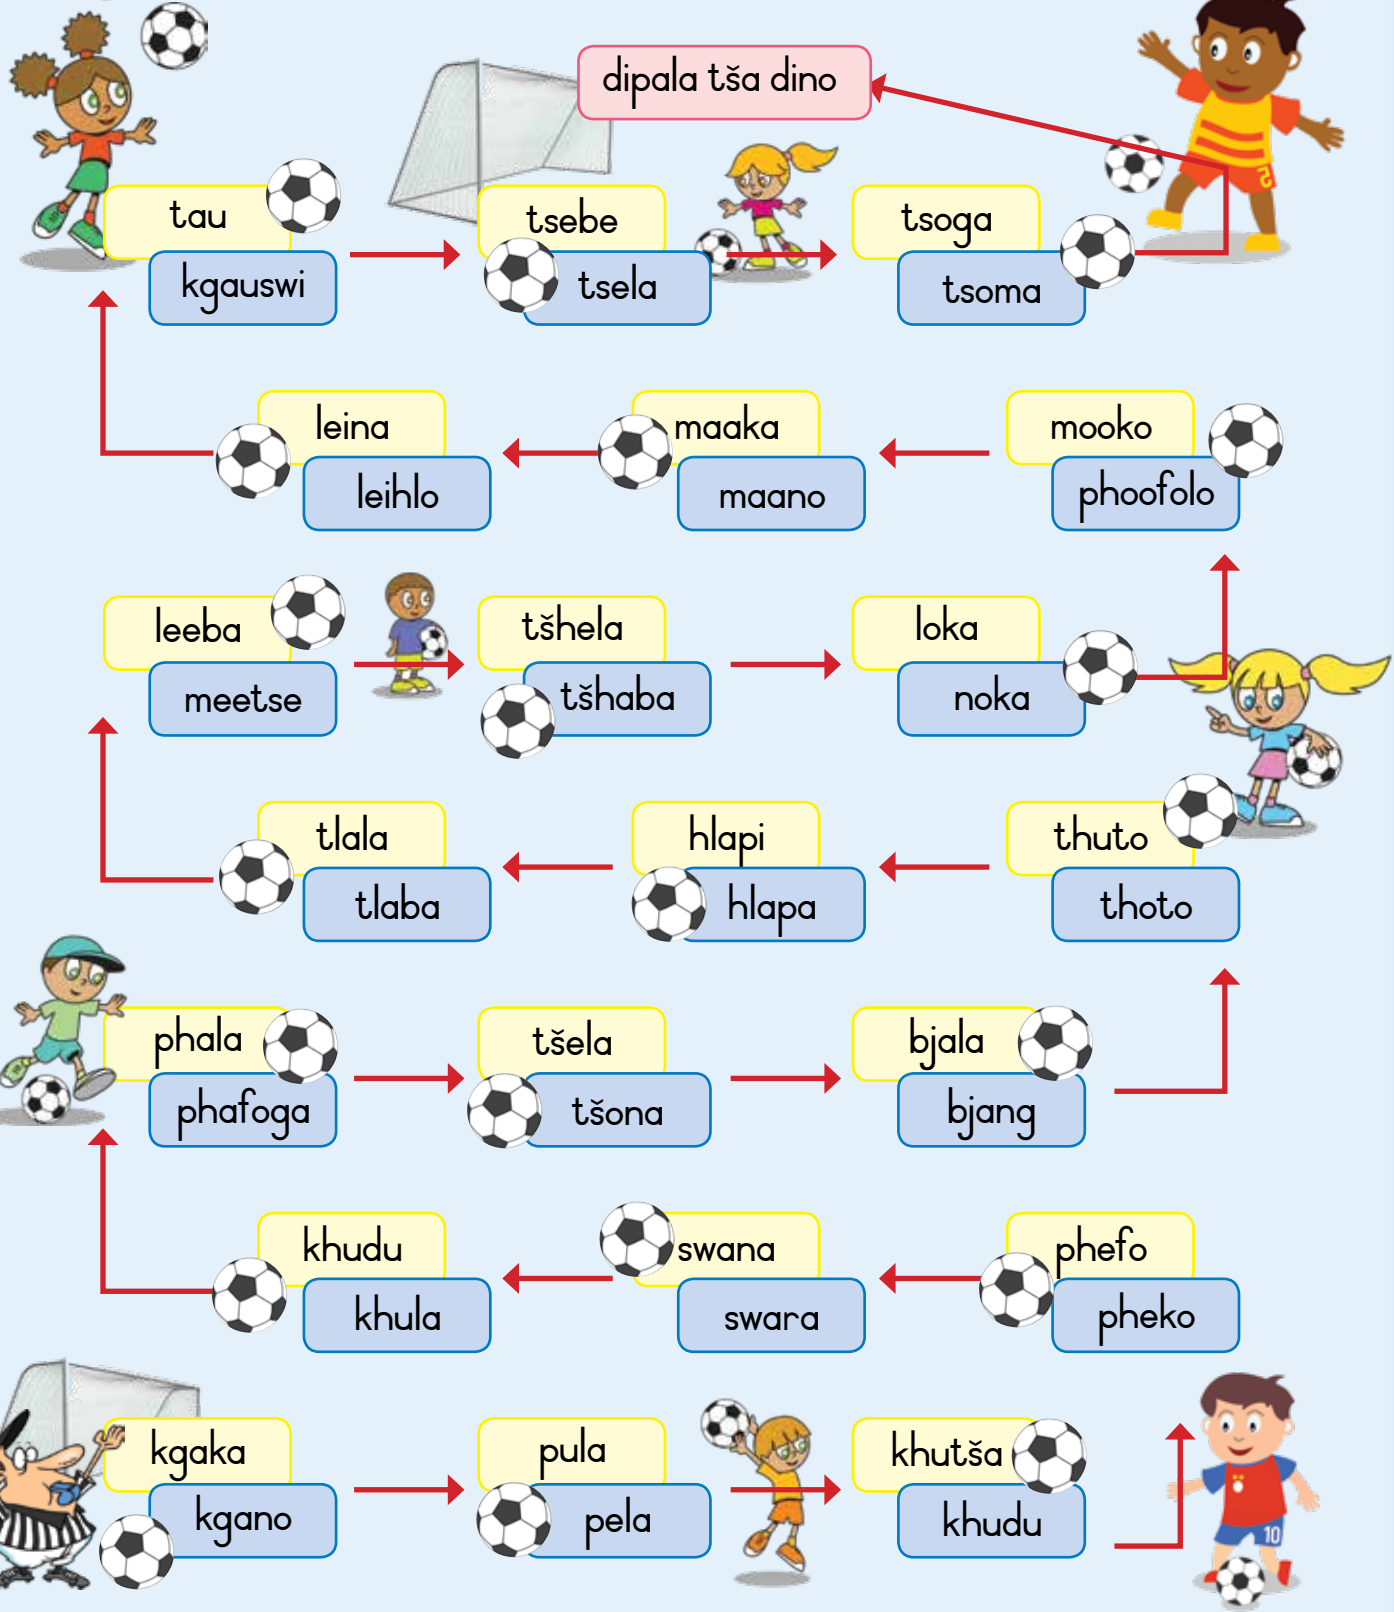 dipala tša dino
tau
kgauswi
tsebe
tsela
tsoga
tsoma
leina
leihlo
maaka
maano
mooko
phoofolo
leeba
meetse
tšhela
tšhaba
loka
noka
tlala
tlaba
hlapi
hlapa
thuto
thoto
phala
phafoga
tšela
tšona
bjala
bjang
khudu
khula
swana
swara
phefo
pheko
kgaka
kgano
pula
pela
khutša
khudu
5
10